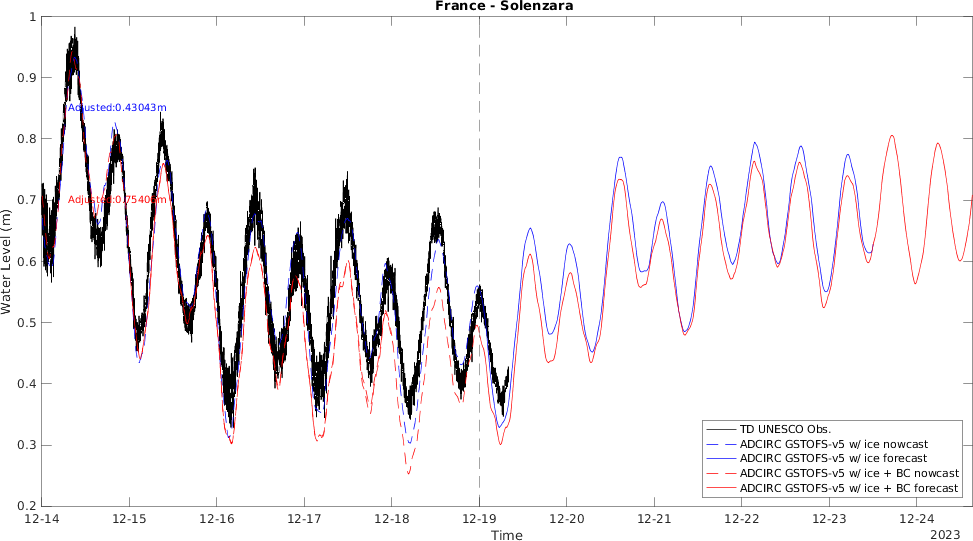 France - Solenzara
1
0.9
0.8
0.7
0.6
0.5
0.4
0.3
0.2
Water Level (m)
Adjusted:0.43043m
Adjusted:0.75400m
12-14 12-15 12-16 12-17 12-18 12-19 12-20 12-21 12-22 12-23 12-24
Time
2023
TD UNESCO Obs.
ADCIRC GSTOFS-v5 w/ ice nowcast
ADCIRC GSTOFS-v5 w/ ice forecast
ADCIRC GSTOFS-v5 w/ ice + BC nowcast
ADCIRC GSTOFS-v5 w/ ice + BC forecast